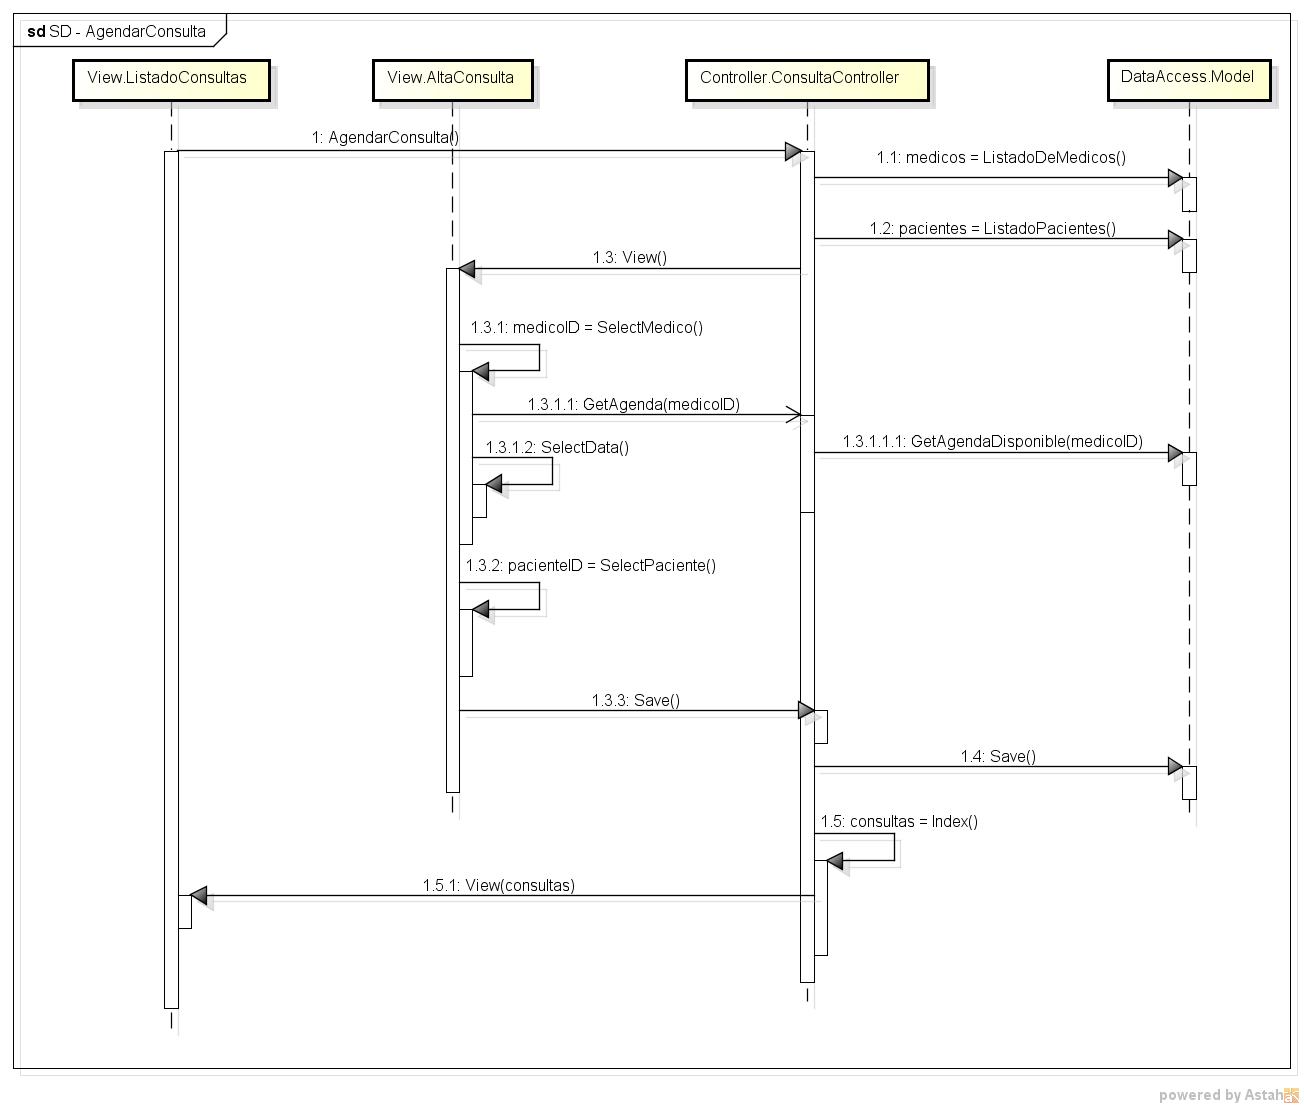 sd SD - AgendarConsulta
View.ListadoConsultas
View.AltaConsulta
Controller.ConsultaController
DataAccess.Model
1: AgendarConsulta()
1.1: medicos = ListadoDeMedicos()
1.2: pacientes = ListadoPacientes()
1.3: View()
1.3.1: medicoID = SelectMedico()
1.3.1.1: GetAgenda(medicoID)
1.3.1.1.1: GetAgendaDisponible(medicoID)
1.3.1.2: SelectData()
1.3.2: pacienteID = SelectPaciente()
1.3.3: Save()
1.4: Save()
1.5: consultas = Index()
1.5.1: View(consultas)
powered by Astah